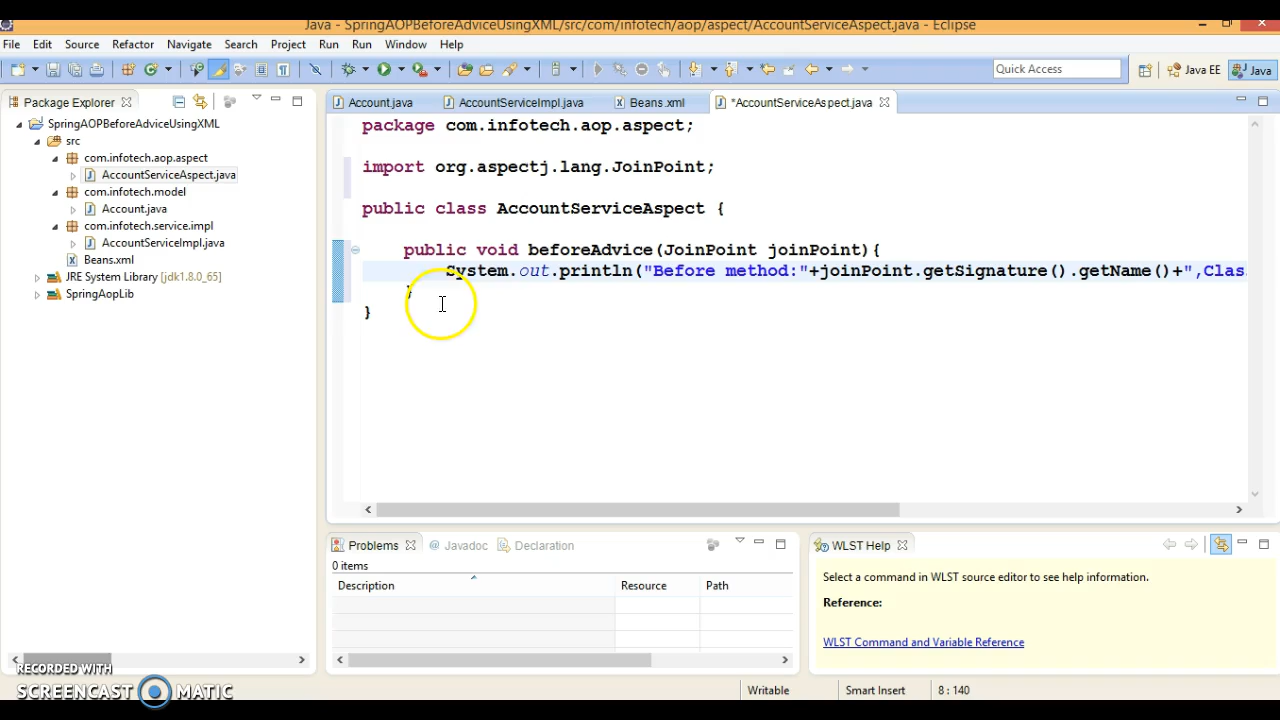 Java - SpringAOPBeforeAdviceUsingXML/src/com/infotech/aop/aspect/AccountServiceAspect.java - Eclipse
File Edit Source Refactor Navigate Search Project Run Run Window Help
Quick Access
Java EE
Java
Package Explorer
SpringAOPBeforeAdviceUsingXML
src
com.infotech.aop.aspect
AccountServiceAspect.java
com.infotech.model
Account.java
com.infotech.service.impl
AccountServiceImpl.java
Beans.xml
JRE System Library [jdk1.8.0_65]
SpringAopLib
Account.java AccountServiceImpl.java Beans.xml *AccountServiceAspect.java
package com.infotech.aop.aspect;
import org.aspectj.lang.JoinPoint;
public class AccountServiceAspect {
public void beforeAdvice(JoinPoint joinPoint){
System.out.println("Before method:"+joinPoint.getSignature().getName()+",Clas
}
}
Problems Javadoc Declaration
0 items
Description Resource Path
WLST Help
Select a command in WLST source editor to see help information.
Reference:
WLST Command and Variable Reference
Writable Smart Insert 8 : 140
RECORDED WITH
SCREENCAST MATIC